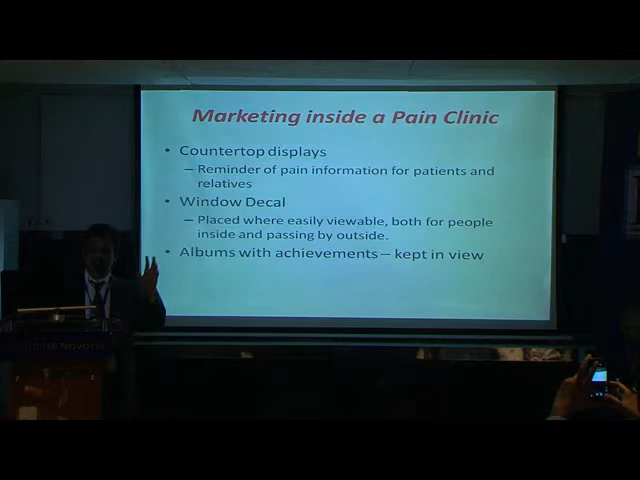 Marketing inside a Pain Clinic
• Countertop displays
– Reminder of pain information for patients and
relatives
• Window Decal
– Placed where easily viewable, both for people
inside and passing by outside.
• Albums with achievements – kept in view
NOVOTEL